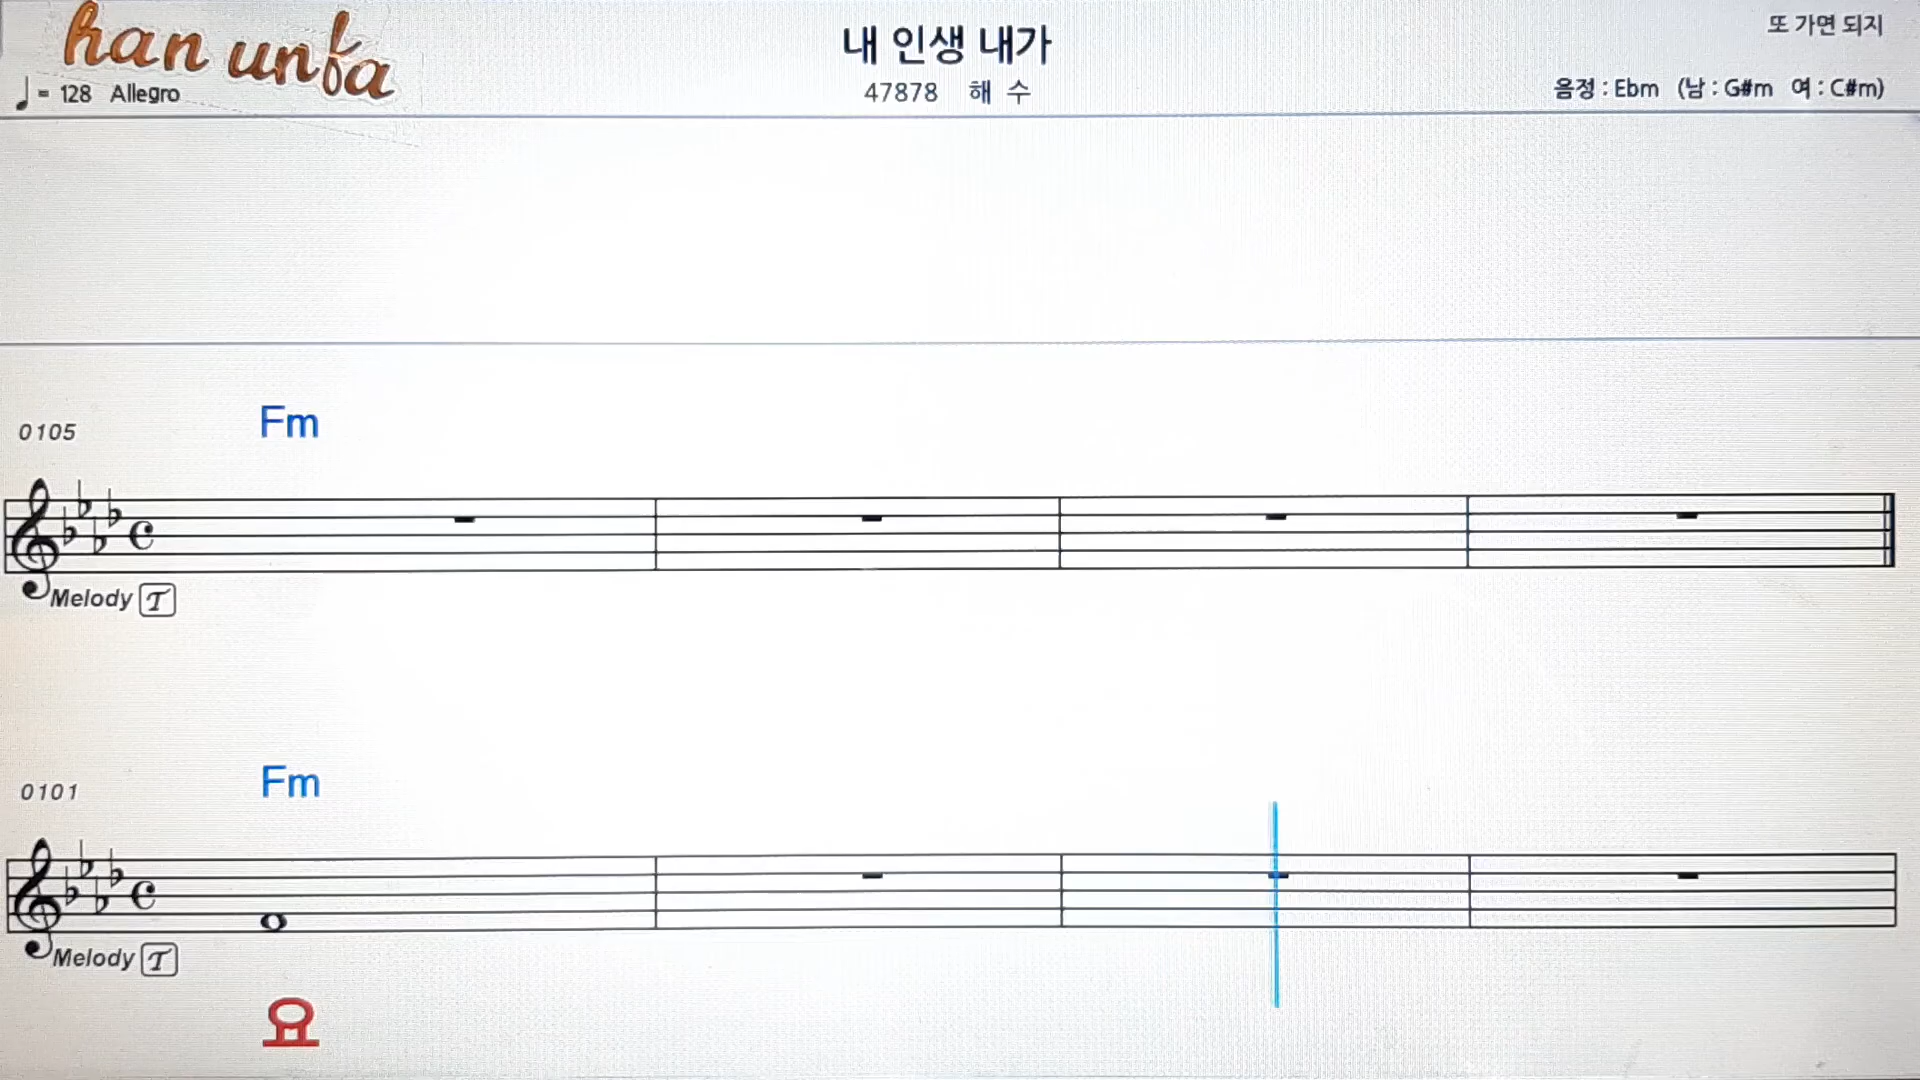 han unfa
내 인생 내가
또 가면 되지
♩ = 128 Allegro
47878 해 수
음정 : Ebm (남 : G#m 여 : C#m)
Fm
0105
Melody T
Fm
0101
Melody T
요